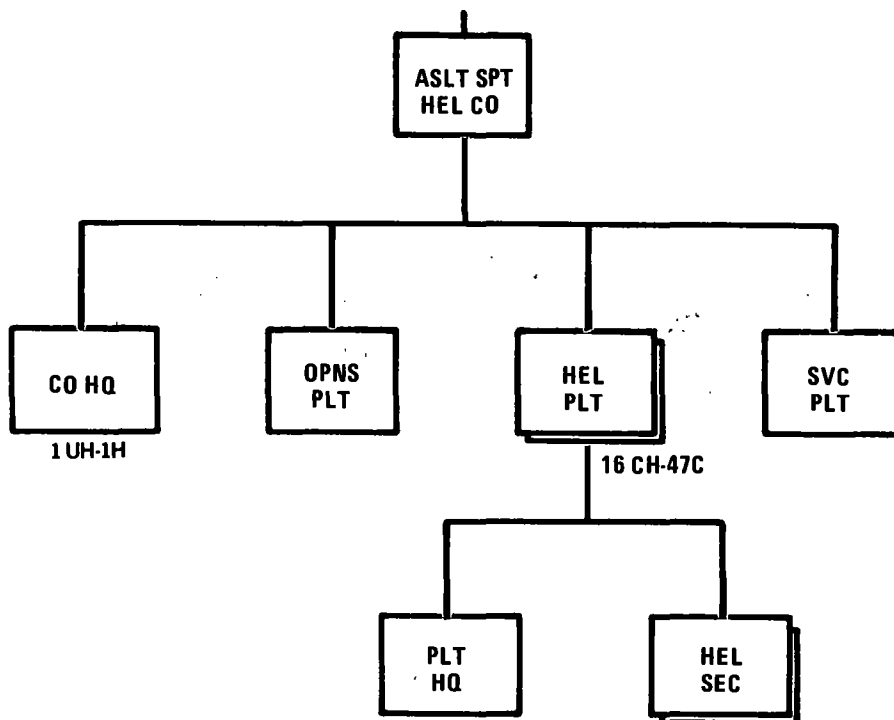 ASLT SPT
HEL CO
CO HQ
OPNS
PLT
HEL
PLT
SVC
PLT
1 UH-1H
16 CH-47C
PLT
HQ
HEL
SEC